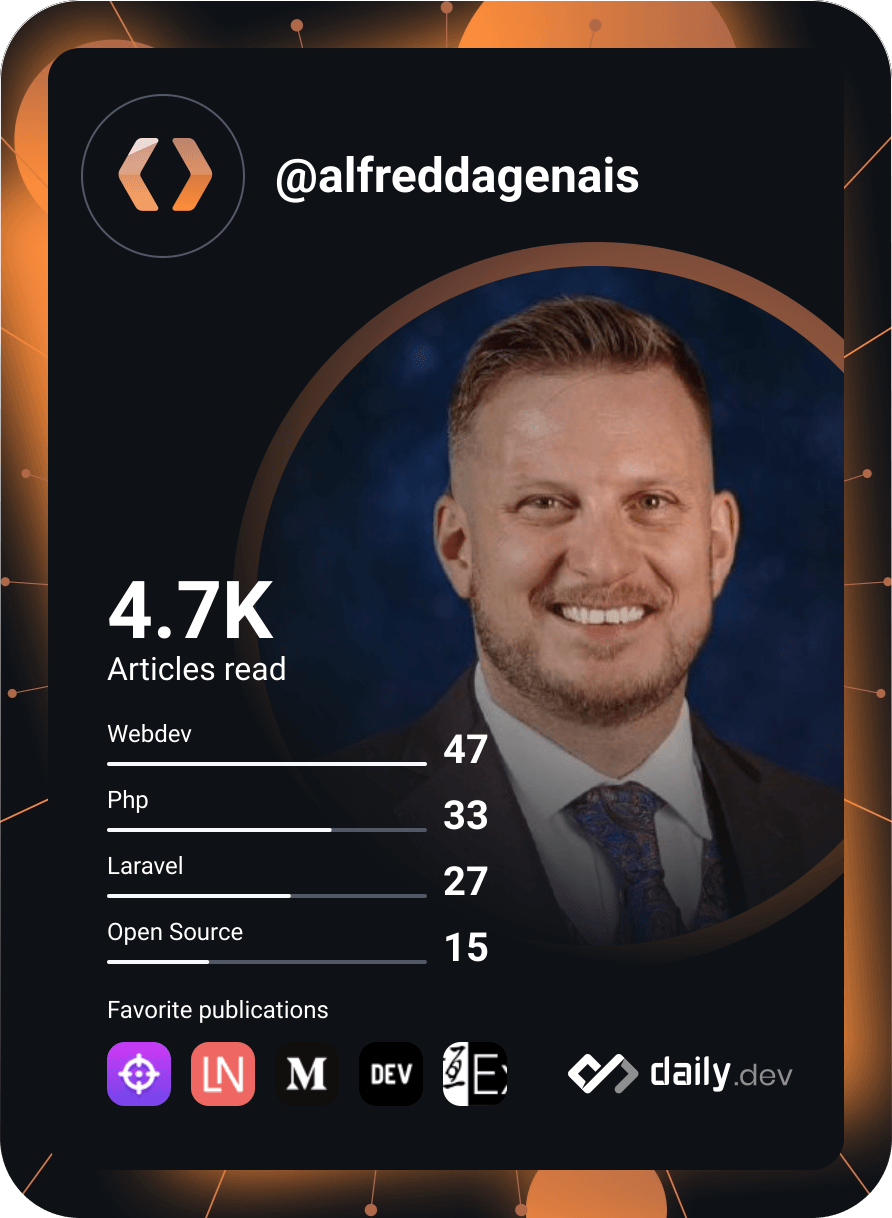 @alfreddagenais
4.7K
Articles read
Webdev
47
Php
33
Laravel
27
Open Source
15
Favorite publications
LN
M
DEV
daily.dev